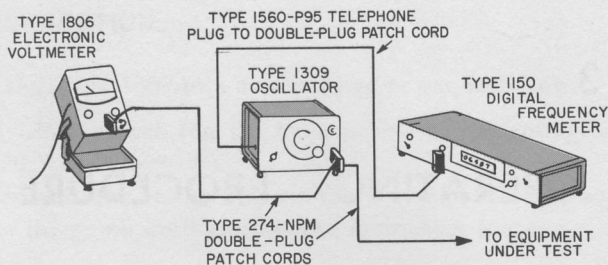 TYPE 1806
ELECTRONIC
VOLTMETER
TYPE 1560-P95 TELEPHONE
PLUG TO DOUBLE-PLUG PATCH CORD
TYPE 1309
OSCILLATOR
TYPE 1150
DIGITAL
FREQUENCY
METER
TYPE 274-NPM
DOUBLE-PLUG
PATCH CORDS
TO EQUIPMENT
UNDER TEST